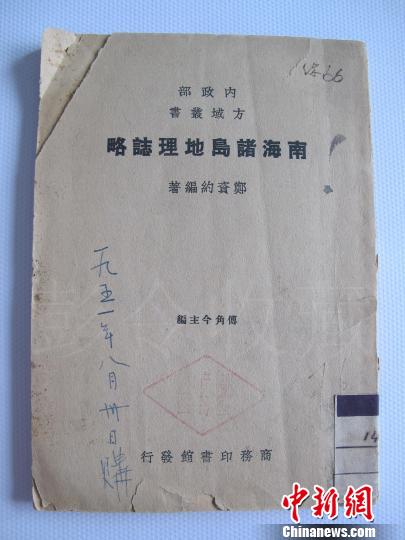 內政部
方域叢書
南海諸島地理誌略
鄭資約編著
傅角今主編
商務印書館發行
一九五一年八月卅日購
14
中新网
Chinanews.com